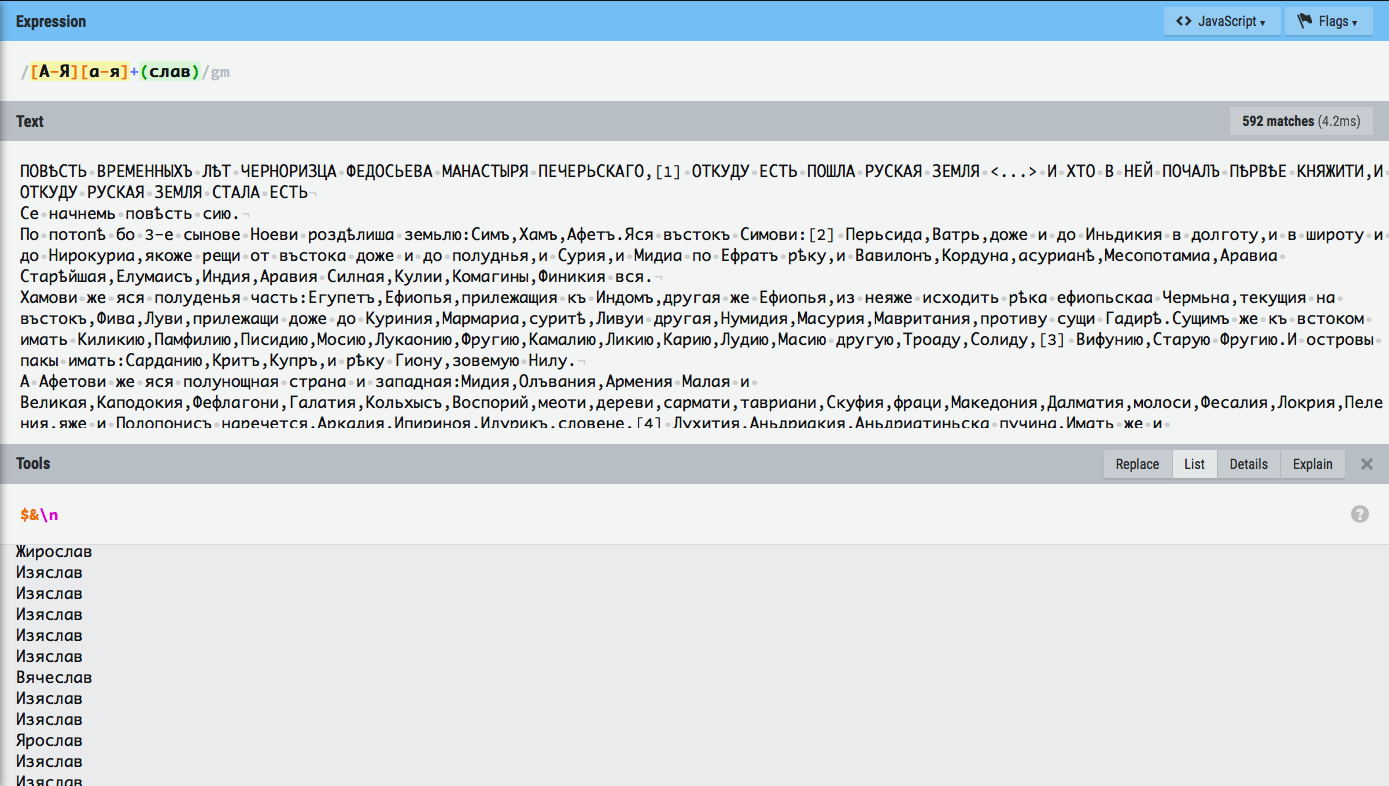 Expression
<> JavaScript ▾
Flags ▾
/[А-Я][а-я]+(слав)/gm
Text
592 matches (4.2ms)
ПОВѢСТЬ ВРЕМЕННЫХЪ ЛѢТ ЧЕРНОРИЗЦА ФЕДОСЬЕВА МАНАСТЫРЯ ПЕЧЕРЬСКАГО,[1] ОТКУДУ ЕСТЬ ПОШЛА РУСКАЯ ЗЕМЛЯ <...> И ХТО В НЕЙ ПОЧАЛЪ ПѢРВѢЕ КНЯЖИТИ,И
ОТКУДУ РУСКАЯ ЗЕМЛЯ СТАЛА ЕСТЬ¬
Се начнемь повѣсть сию.¬
По потопѣ бо 3-е сынове Ноеви роздѣлиша земьлю:Симъ,Хамъ,Афетъ.Яся въстокъ Симови:[2] Перьсида,Ватрь,доже и до Иньдикия в долготу,и в широту и
до Нирокуриа,якоже рещи от въстока доже и до полуднья,и Сурия,и Мидиа по Ефратъ рѣку,и Вавилонъ,Кордуна,асурианѣ,Месопотамиа,Аравиа
Старѣйшая,Елумаисъ,Индия,Аравия Силная,Кулии,Комагины,Финикия вся.¬
Хамови же яся полуденья часть:Егупетъ,Ефиопья,прилежащия къ Индомъ,другая же Ефиопья,из неяже исходить рѣка ефиопьскаа Чермьна,текущия на
въстокъ,Фива,Луви,прилежащи доже до Куриния,Мармариа,суритѣ,Ливуи другая,Нумидия,Масурия,Мавритания,противу сущи Гадирѣ.Сущимъ же къ встоком
имать Киликию,Памфилию,Писидию,Мосию,Лукаонию,Фругию,Камалию,Ликию,Карию,Лудию,Масию другую,Троаду,Солиду,[3] Вифунию,Старую Фругию.И островы
пакы имать:Сарданию,Критъ,Купръ,и рѣку Гиону,зовемую Нилу.¬
А Афетови же яся полунощная страна и западная:Мидия,Олъвания,Армения Малая и
Великая,Каподокия,Фефлагони,Галатия,Кольхысъ,Воспорий,меоти,дереви,сармати,тавриани,Скуфия,фраци,Македония,Далматия,молоси,Фесалия,Локрия,Пеле
ния,яже и Полопонисъ наречется,Аркадия,Ипириноя,Илурикъ,словене,[4] Лухития,Аньдриакия,Аньдриатиньска пучина.Имать же и
Tools
Replace
List
Details
Explain
×
$&\n
?
Жирослав
Изяслав
Изяслав
Изяслав
Изяслав
Изяслав
Вячеслав
Изяслав
Изяслав
Ярослав
Изяслав
Изяслав